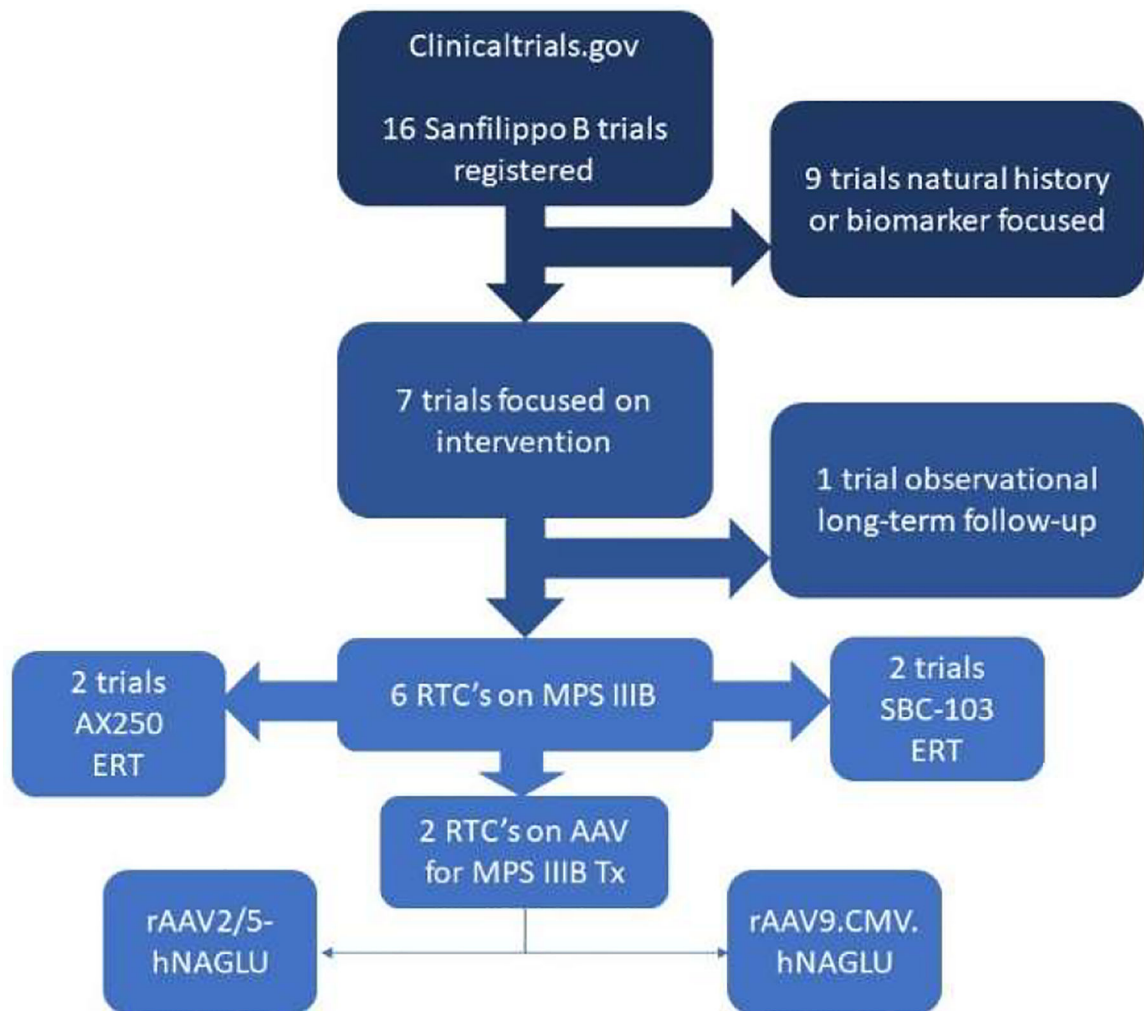 Clinicaltrials.gov
16 Sanfilippo B trials
registered
9 trials natural history
or biomarker focused
7 trials focused on
intervention
1 trial observational
long-term follow-up
2 trials
AX250
ERT
6 RTC's on MPS IIIB
2 trials
SBC-103
ERT
2 RTC's on AAV
for MPS IIIB Tx
rAAV2/5-
hNAGLU
rAAV9.CMV.
hNAGLU